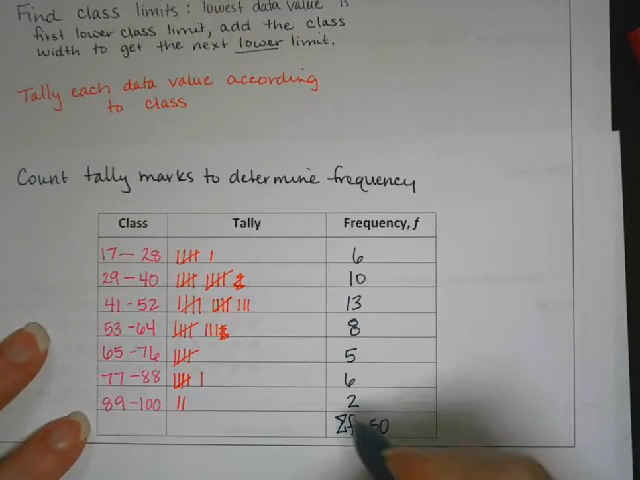 Find class limits: lowest data value is
first lower class limit, add the class
width to get the next lower limit.
Tally each data value according
to class
Count tally marks to determine frequency
Class Tally Frequency, f
17 – 28 6
29 – 40 10
41 – 52 13
53 – 64 8
65 – 76 5
77 – 88 6
89 – 100 2
Σf 50